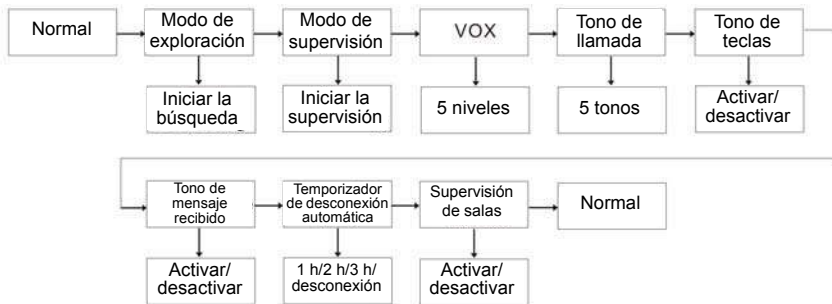 Normal
Modo de
exploración
Modo de
supervisión
VOX
Tono de
llamada
Tono de
teclas
Iniciar la
búsqueda
Iniciar la
supervisión
5 niveles
5 tonos
Activar/
desactivar
Tono de
mensaje
recibido
Temporizador
de desconexión
automática
Supervisión
de salas
Normal
Activar/
desactivar
1 h/2 h/3 h/
desconexión
Activar/
desactivar